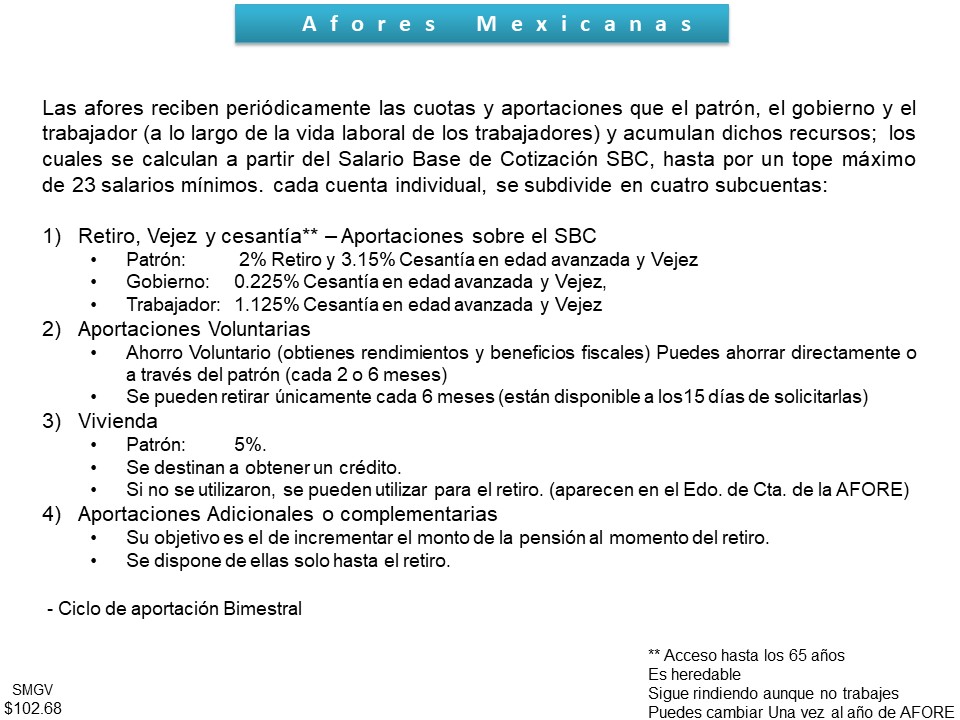 Afores Mexicanas
Las afores reciben periódicamente las cuotas y aportaciones que el patrón, el gobierno y el
trabajador (a lo largo de la vida laboral de los trabajadores) y acumulan dichos recursos; los
cuales se calculan a partir del Salario Base de Cotización SBC, hasta por un tope máximo
de 23 salarios mínimos. cada cuenta individual, se subdivide en cuatro subcuentas:
1) Retiro, Vejez y cesantía** – Aportaciones sobre el SBC
• Patrón: 2% Retiro y 3.15% Cesantía en edad avanzada y Vejez
• Gobierno: 0.225% Cesantía en edad avanzada y Vejez,
• Trabajador: 1.125% Cesantía en edad avanzada y Vejez
2) Aportaciones Voluntarias
• Ahorro Voluntario (obtienes rendimientos y beneficios fiscales) Puedes ahorrar directamente o
a través del patrón (cada 2 o 6 meses)
• Se pueden retirar únicamente cada 6 meses (están disponible a los15 días de solicitarlas)
3) Vivienda
• Patrón: 5%.
• Se destinan a obtener un crédito.
• Si no se utilizaron, se pueden utilizar para el retiro. (aparecen en el Edo. de Cta. de la AFORE)
4) Aportaciones Adicionales o complementarias
• Su objetivo es el de incrementar el monto de la pensión al momento del retiro.
• Se dispone de ellas solo hasta el retiro.
- Ciclo de aportación Bimestral
** Acceso hasta los 65 años
Es heredable
Sigue rindiendo aunque no trabajes
Puedes cambiar Una vez al año de AFORE
SMGV
$102.68